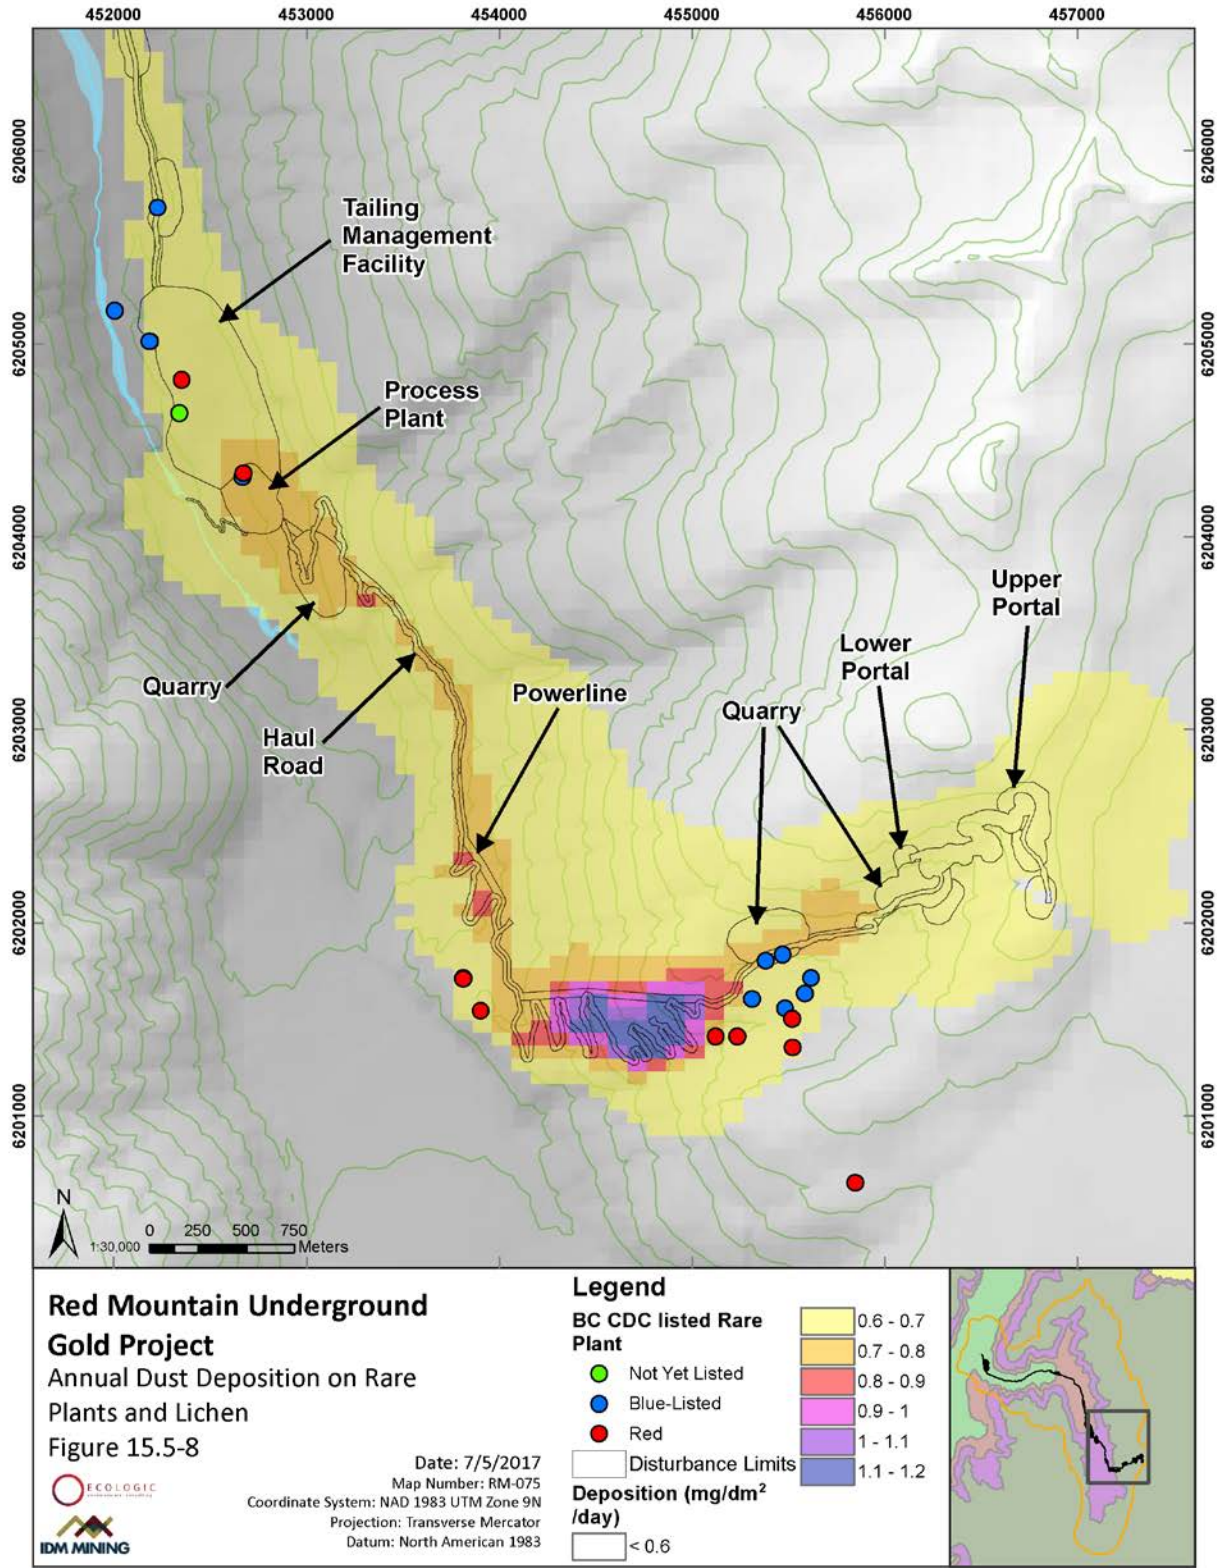 452000 453000 454000 455000 456000 457000
6206000 6206000
6205000 6205000
6204000 6204000
6203000 6203000
6202000 6202000
6201000 6201000
Tailing
Management
Facility
Process
Plant
Upper
Portal
Lower
Portal
Quarry
Powerline
Quarry
Haul
Road
N
0 250 500 750
1:30,000 Meters
Red Mountain Underground
Gold Project
Annual Dust Deposition on Rare
Plants and Lichen
Figure 15.5-8
ECOLOGIC
IDM MINING
Date: 7/5/2017
Map Number: RM-075
Coordinate System: NAD 1983 UTM Zone 9N
Projection: Transverse Mercator
Datum: North American 1983
Legend
BC CDC listed Rare
Plant
Not Yet Listed
Blue-Listed
Red
Disturbance Limits
Deposition (mg/dm²
/day)
< 0.6
0.6 - 0.7
0.7 - 0.8
0.8 - 0.9
0.9 - 1
1 - 1.1
1.1 - 1.2